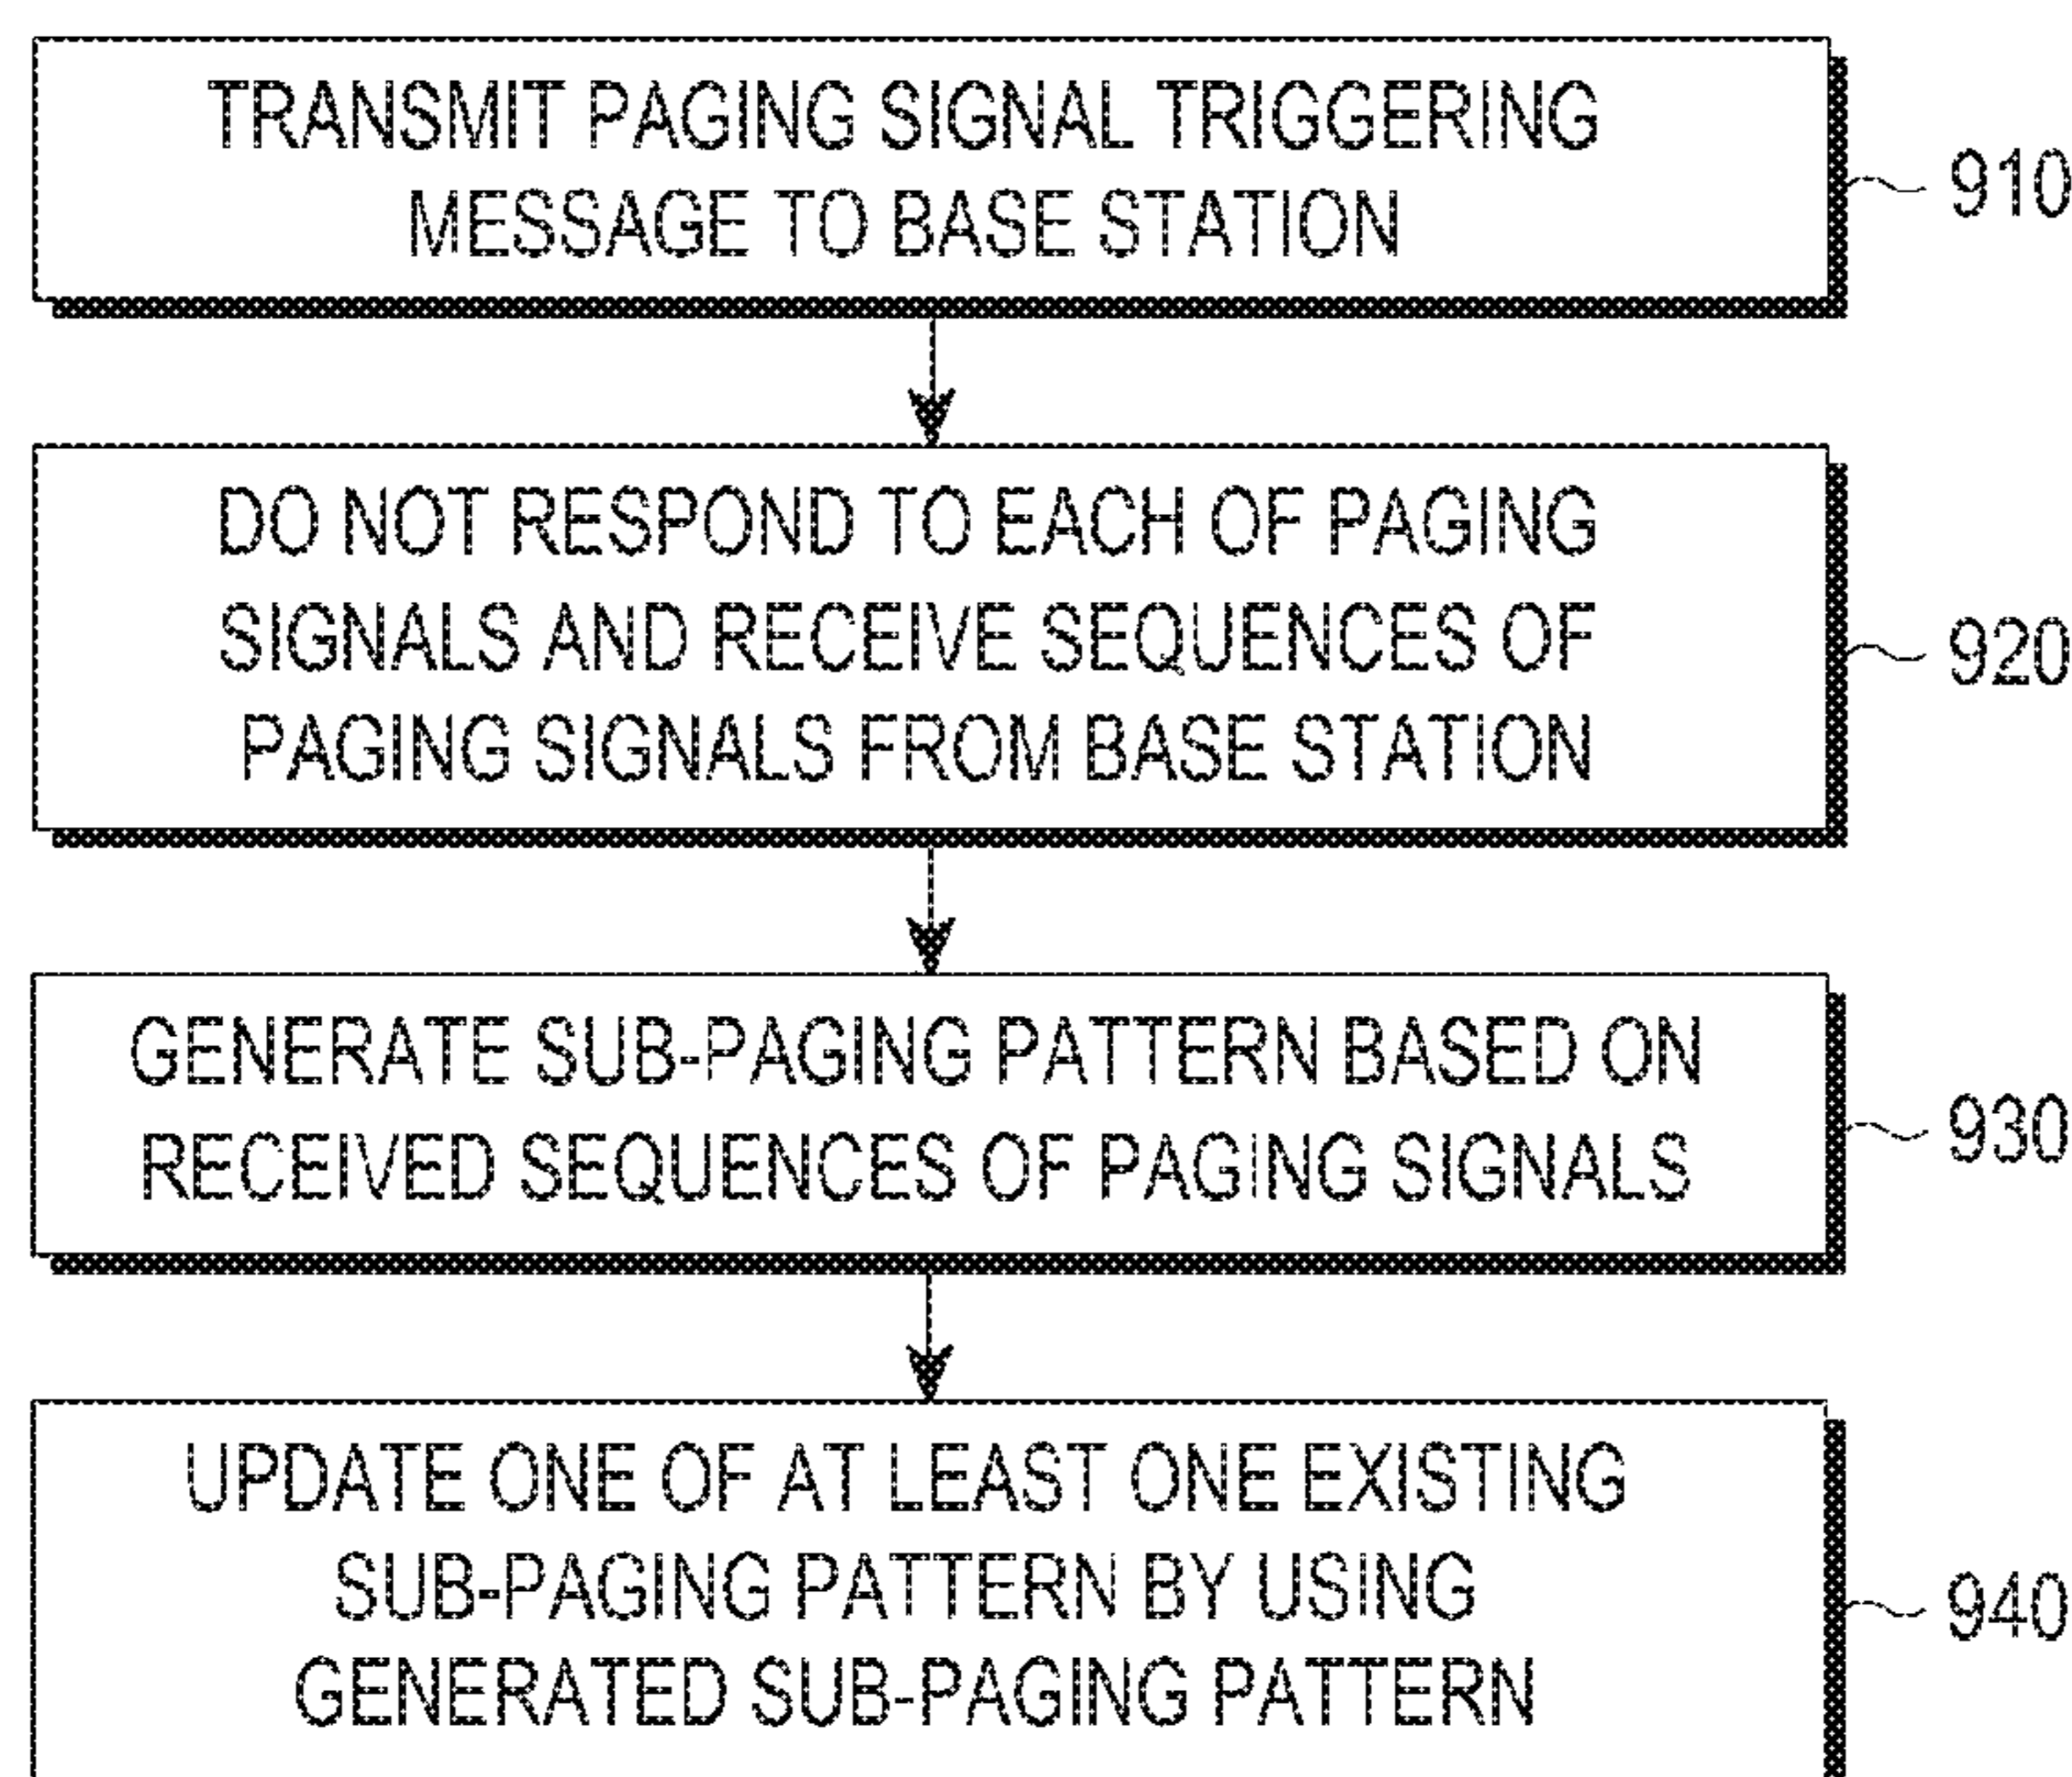 TRANSMIT PAGING SIGNAL TRIGGERING
MESSAGE TO BASE STATION
910
DO NOT RESPOND TO EACH OF PAGING
SIGNALS AND RECEIVE SEQUENCES OF
PAGING SIGNALS FROM BASE STATION
920
GENERATE SUB-PAGING PATTERN BASED ON
RECEIVED SEQUENCES OF PAGING SIGNALS
930
UPDATE ONE OF AT LEAST ONE EXISTING
SUB-PAGING PATTERN BY USING
GENERATED SUB-PAGING PATTERN
940